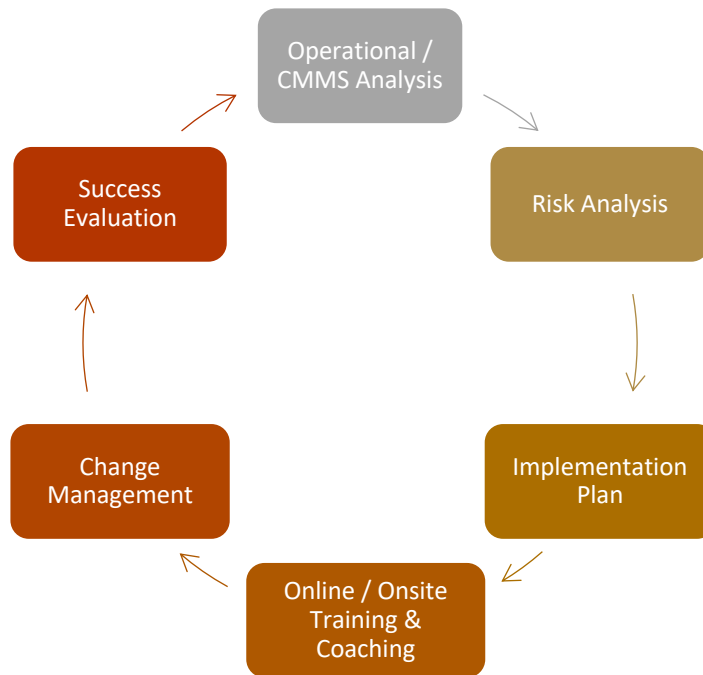 Operational /
CMMS Analysis
Risk Analysis
Implementation
Plan
Online / Onsite
Training &
Coaching
Change
Management
Success
Evaluation